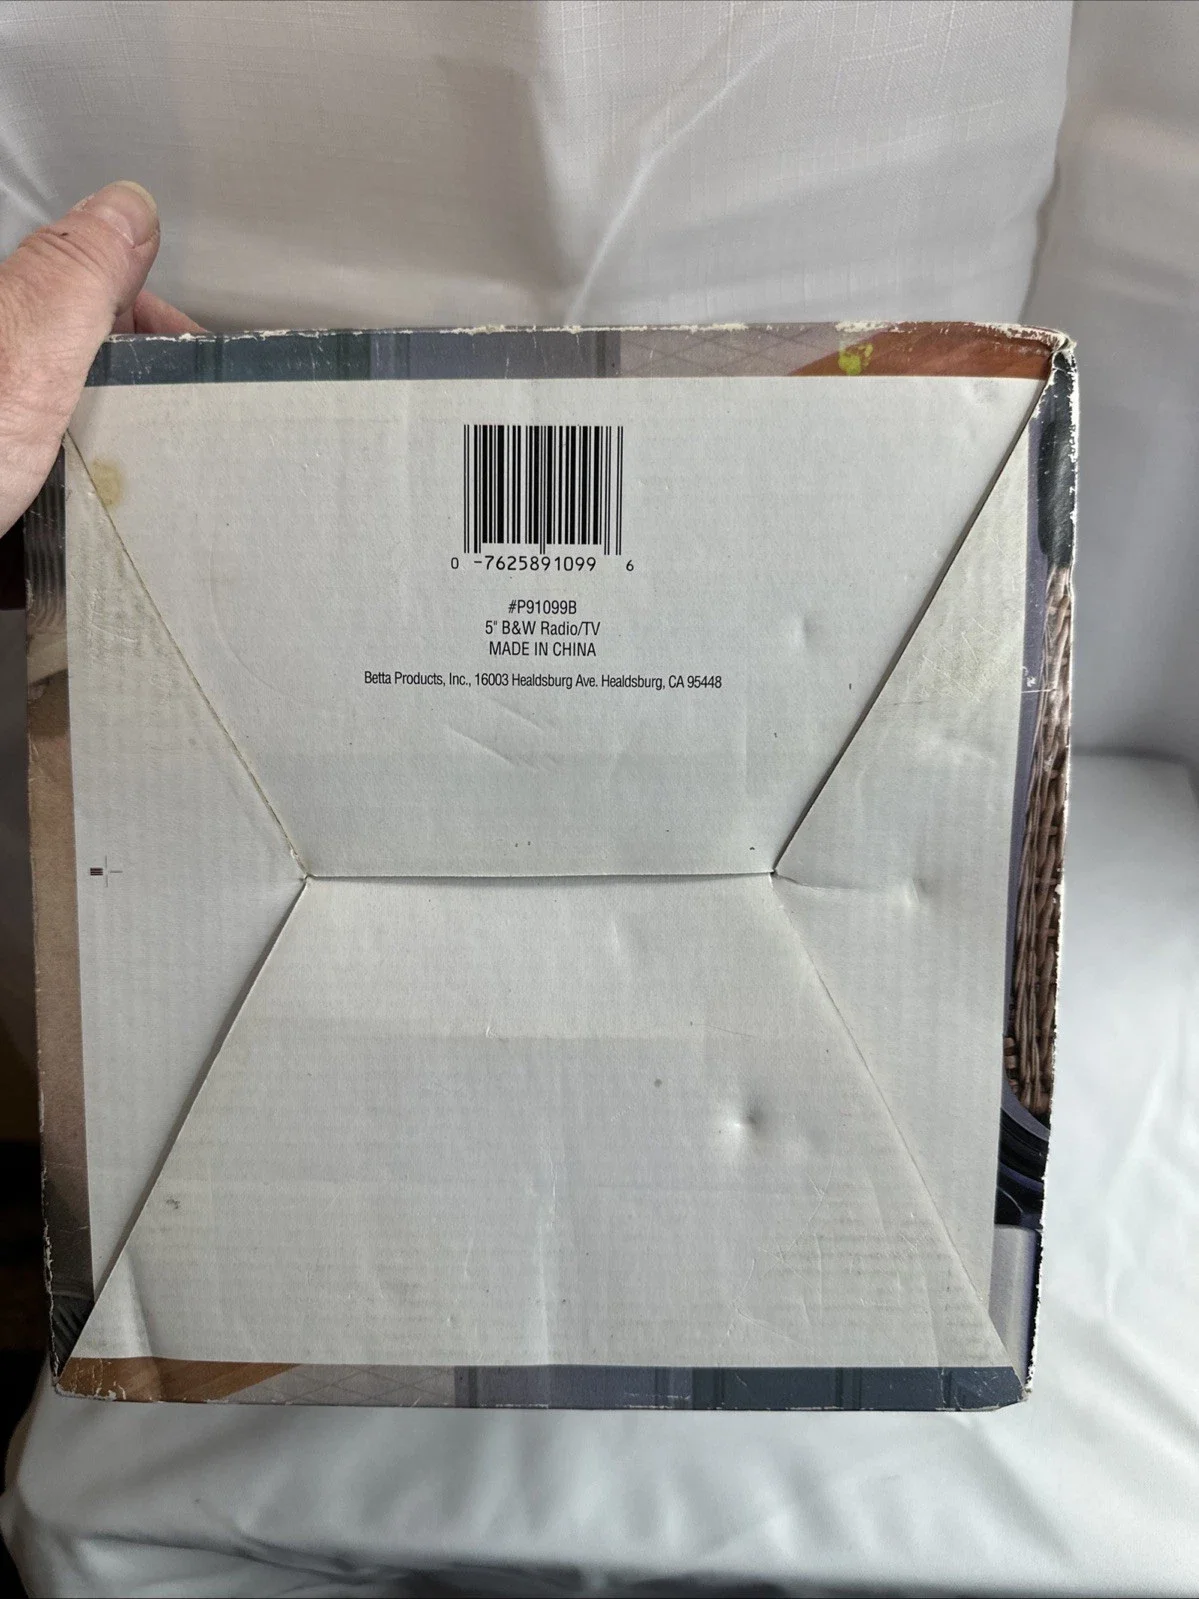 0 -7625891099 6
#P91099B
5" B&W Radio/TV
MADE IN CHINA
Betta Products, Inc., 16003 Healdsburg Ave. Healdsburg, CA 95448